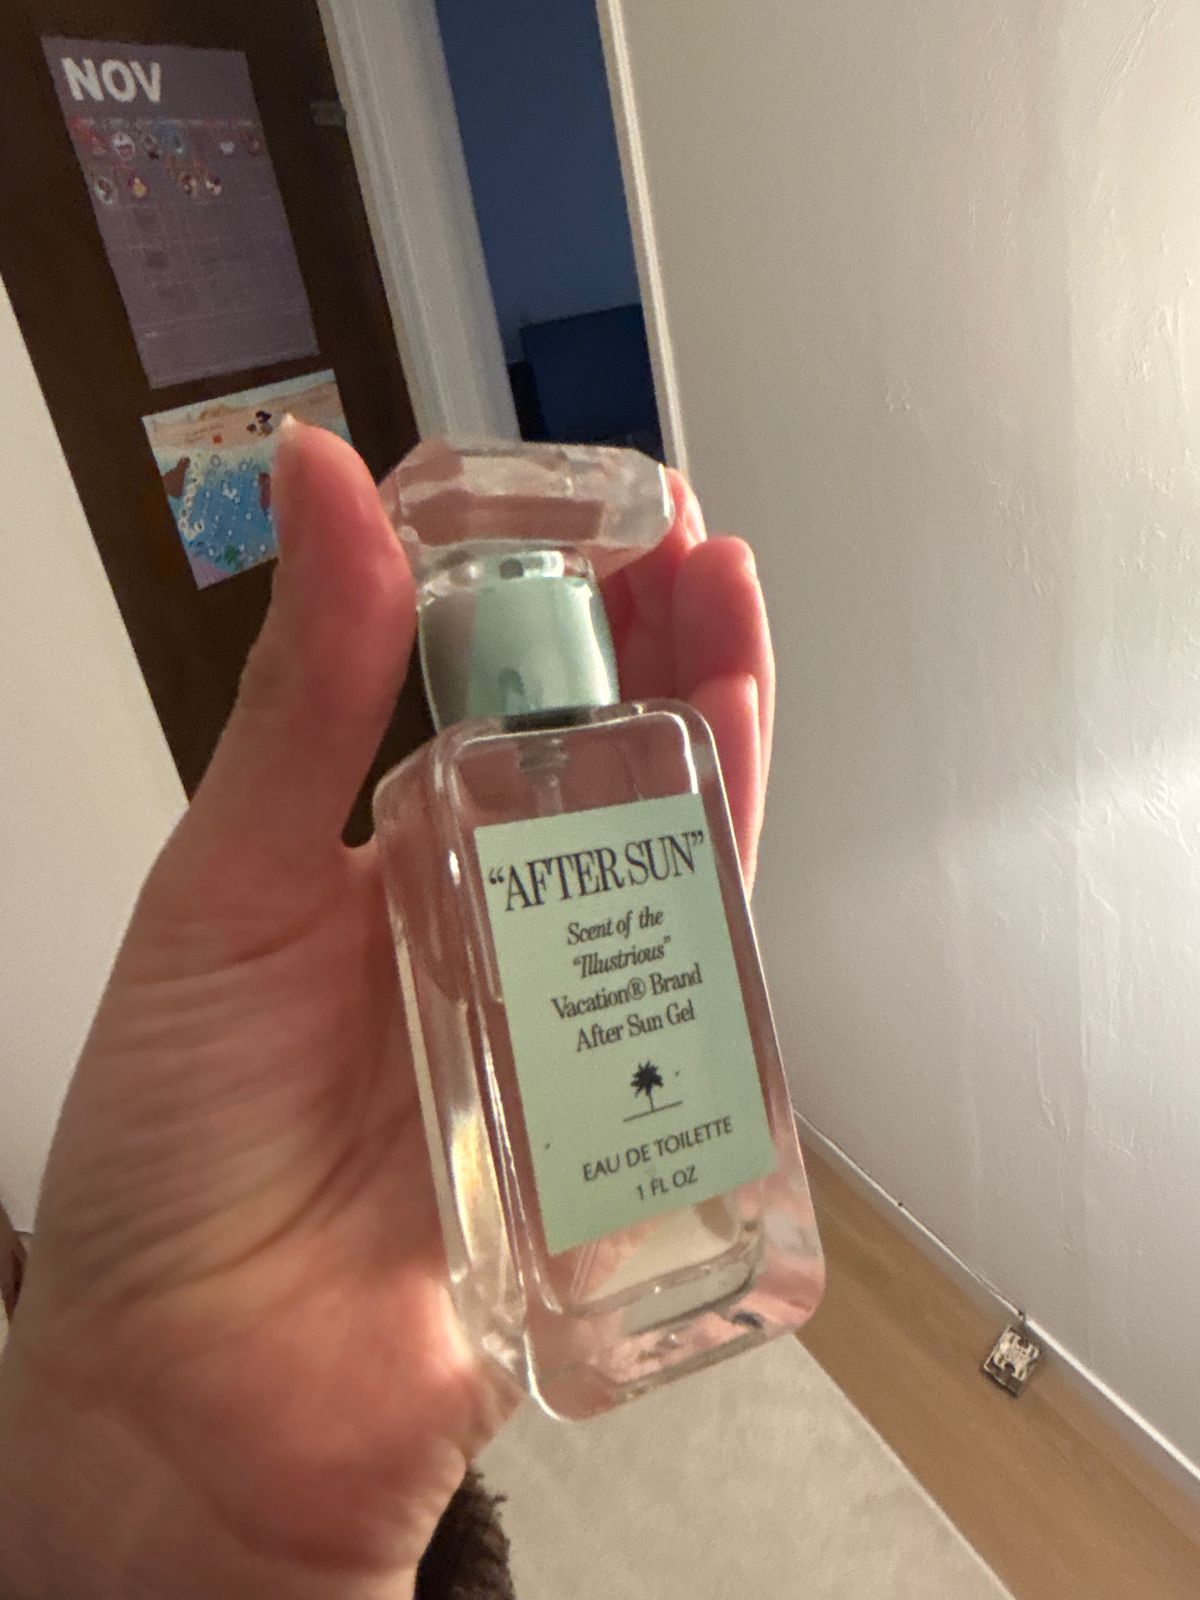 NOV
“AFTER SUN”
Scent of the
“Illustrious”
Vacation® Brand
After Sun Gel
EAU DE TOILETTE
1 FL OZ